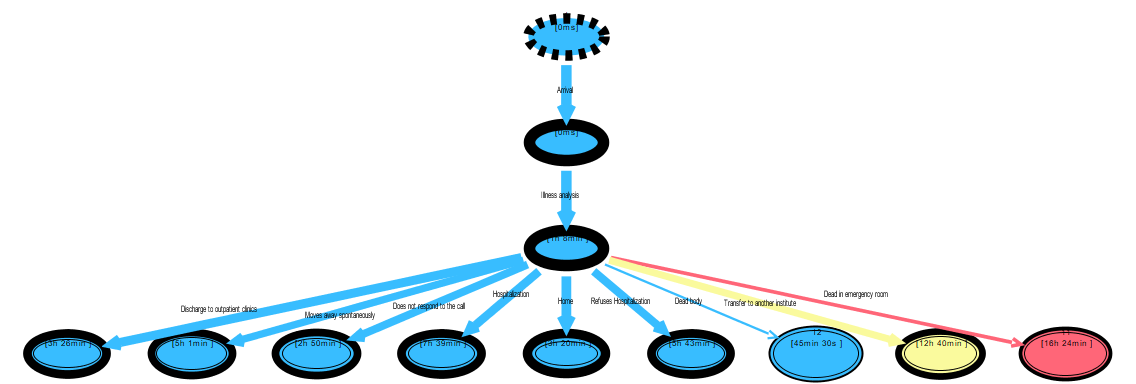 [0ms]
Arrival
[0ms]
Illness analysis
[1h 8min ]
Discharge to outpatient clinics
Moves away spontaneously
Does not respond to the call
Hospitalization
Home
Refuses Hospitalization
Dead body
Transfer to another institute
Dead in emergency room
[3h 26min ]
[5h 1min ]
[2h 50min ]
[7h 39min ]
[3h 20min ]
[5h 43min ]
12
[45min 30s ]
[12h 40min ]
[16h 24min ]